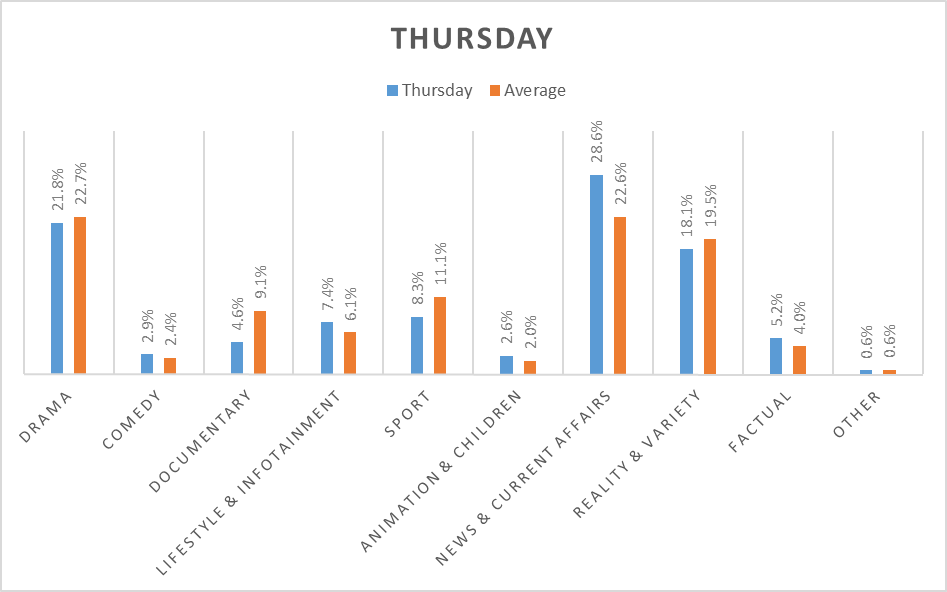 THURSDAY
Thursday Average
21.8% 22.7%
2.9% 2.4%
4.6% 9.1%
7.4% 6.1%
8.3% 11.1%
2.6% 2.0%
28.6% 22.6%
18.1% 19.5%
5.2% 4.0%
0.6% 0.6%
DRAMA
COMEDY
DOCUMENTARY
LIFESTYLE & INFOTAINMENT
SPORT
ANIMATION & CHILDREN
NEWS & CURRENT AFFAIRS
REALITY & VARIETY
FACTUAL
OTHER